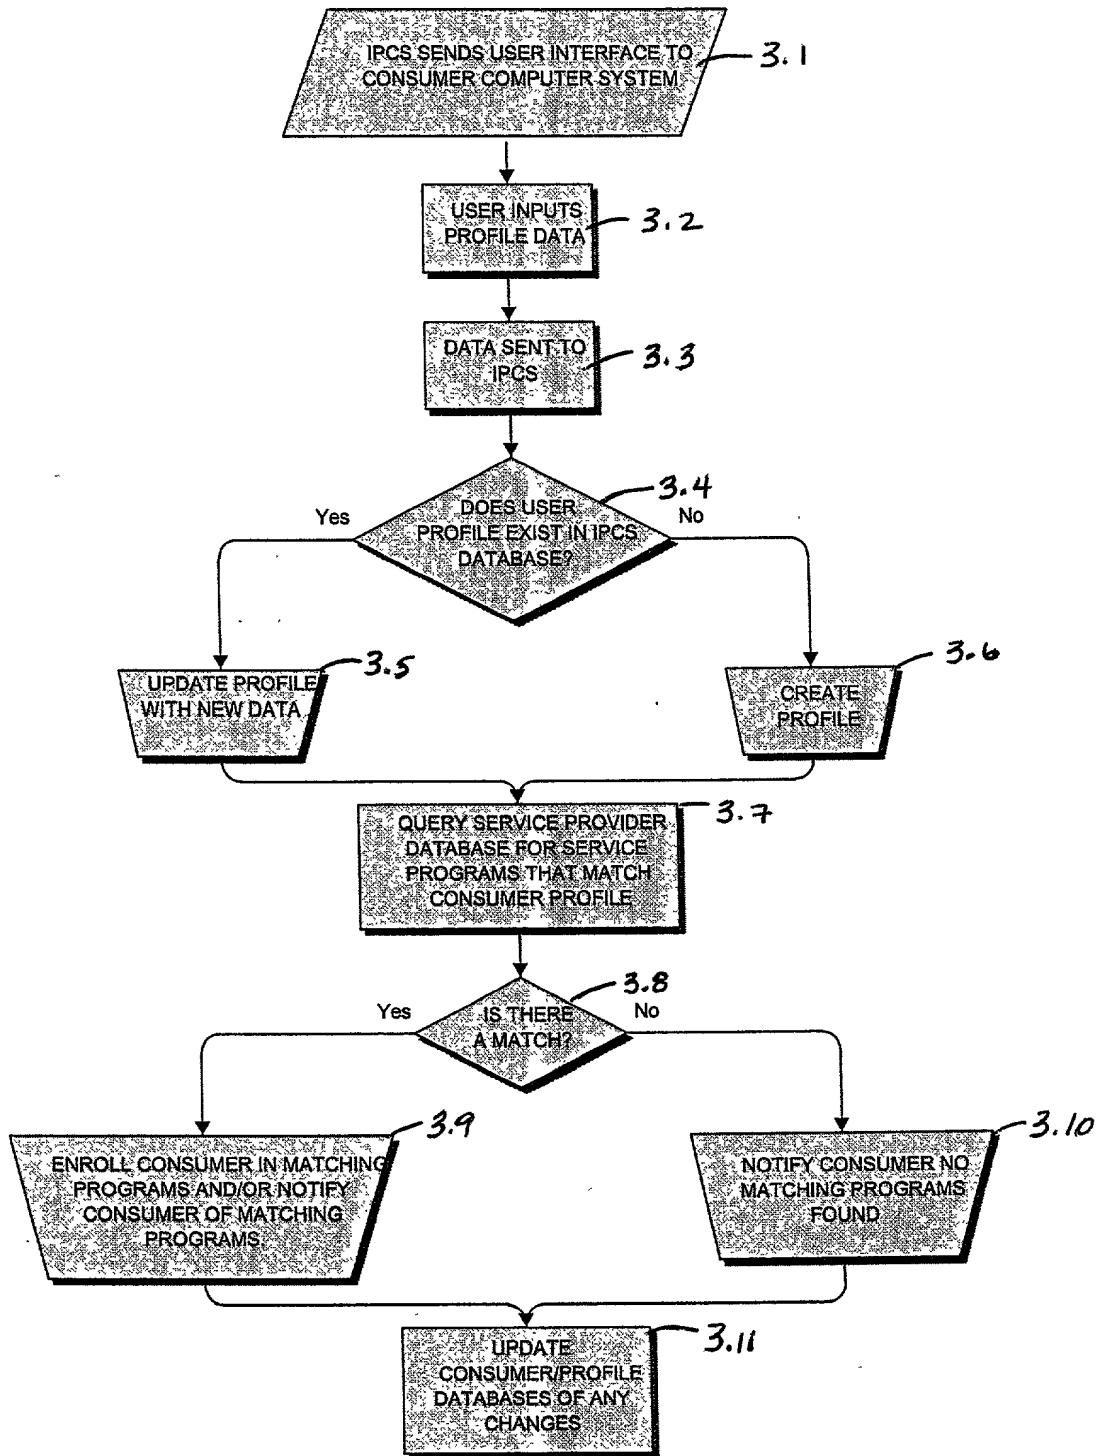 IPCS SENDS USER INTERFACE TO
CONSUMER COMPUTER SYSTEM
3.1
USER INPUTS
PROFILE DATA
3.2
DATA SENT TO
IPCS
3.3
3.4
DOES USER
PROFILE EXIST IN IPCS
DATABASE?
Yes
No
UPDATE PROFILE
WITH NEW DATA
3.5
CREATE
PROFILE
3.6
QUERY SERVICE PROVIDER
DATABASE FOR SERVICE
PROGRAMS THAT MATCH
CONSUMER PROFILE
3.7
3.8
IS THERE
A MATCH?
Yes
No
ENROLL CONSUMER IN MATCHING
PROGRAMS AND/OR NOTIFY
CONSUMER OF MATCHING
PROGRAMS.
3.9
NOTIFY CONSUMER NO
MATCHING PROGRAMS
FOUND
3.10
UPDATE
CONSUMER/PROFILE
DATABASES OF ANY
CHANGES
3.11